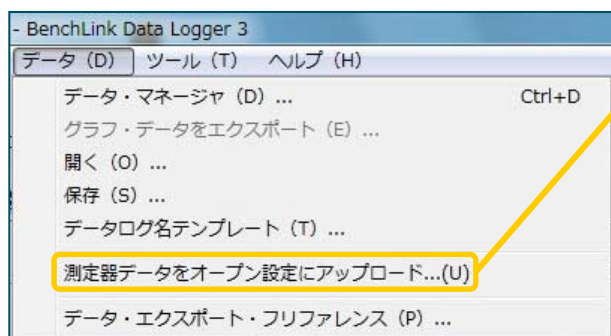 - BenchLink Data Logger 3
データ（D） ツール（T） ヘルプ（H）
データ・マネージャ（D）... Ctrl+D
グラフ・データをエクスポート（E）...
開く（O）...
保存（S）...
データログ名テンプレート（T）...
測定器データをオープン設定にアップロード...(U)
データ・エクスポート・フリファレンス（P）...